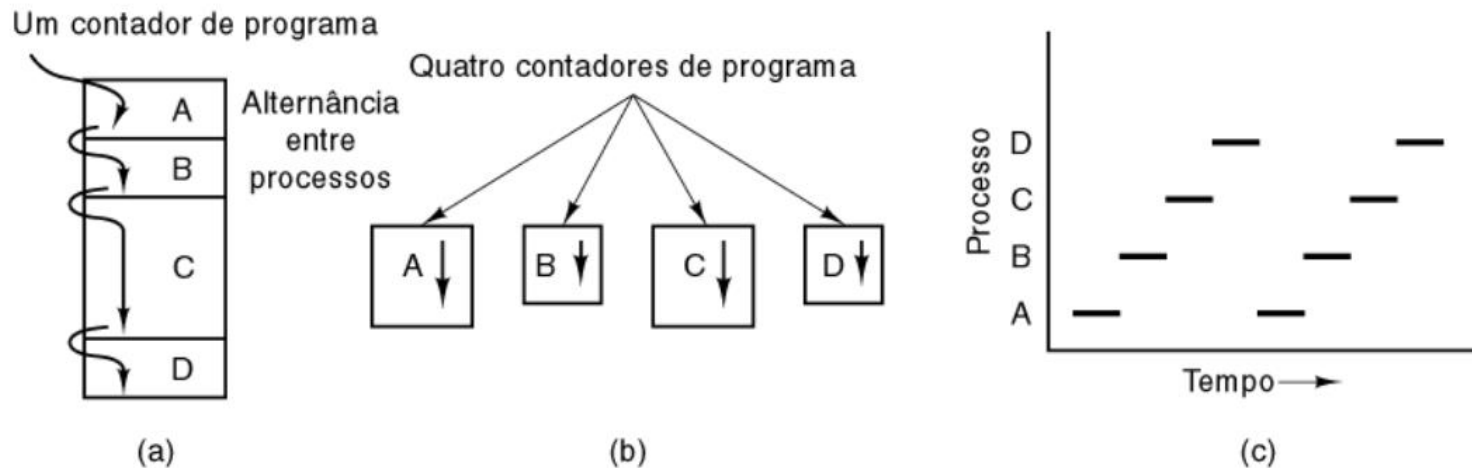 Um contador de programa
A
B
C
D
Alternância
entre
processos
(a)
Quatro contadores de programa
A
B
C
D
(b)
Processo
D
C
B
A
Tempo
(c)